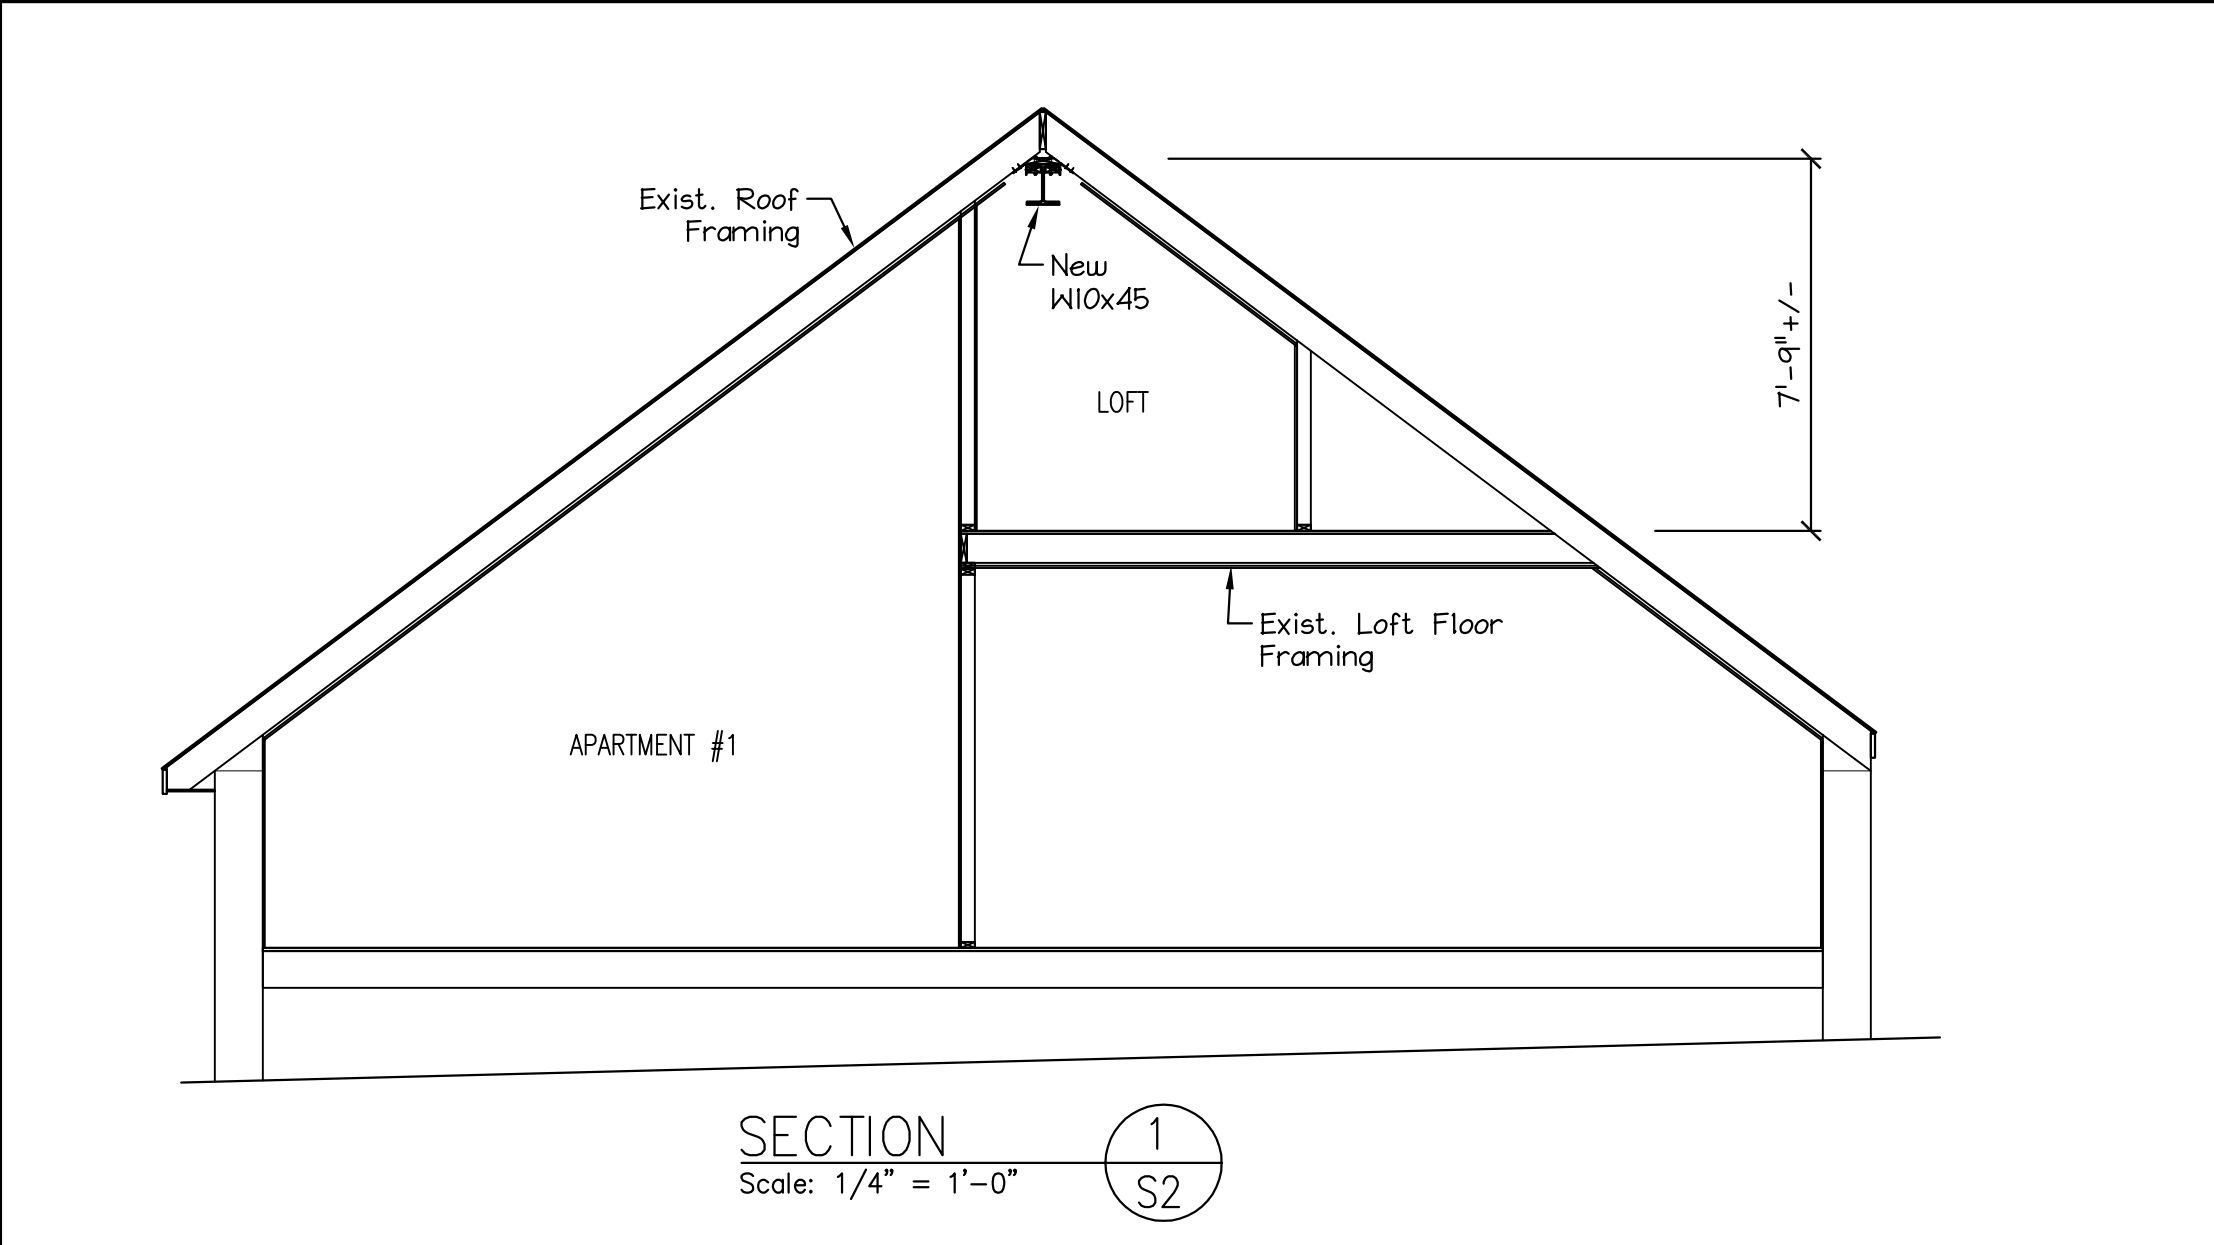 Exist. Roof
Framing
New
W10x45
7'-9"+/-
LOFT
Exist. Loft Floor
Framing
APARTMENT #1
SECTION
Scale: 1/4" = 1'-0"
1
S2